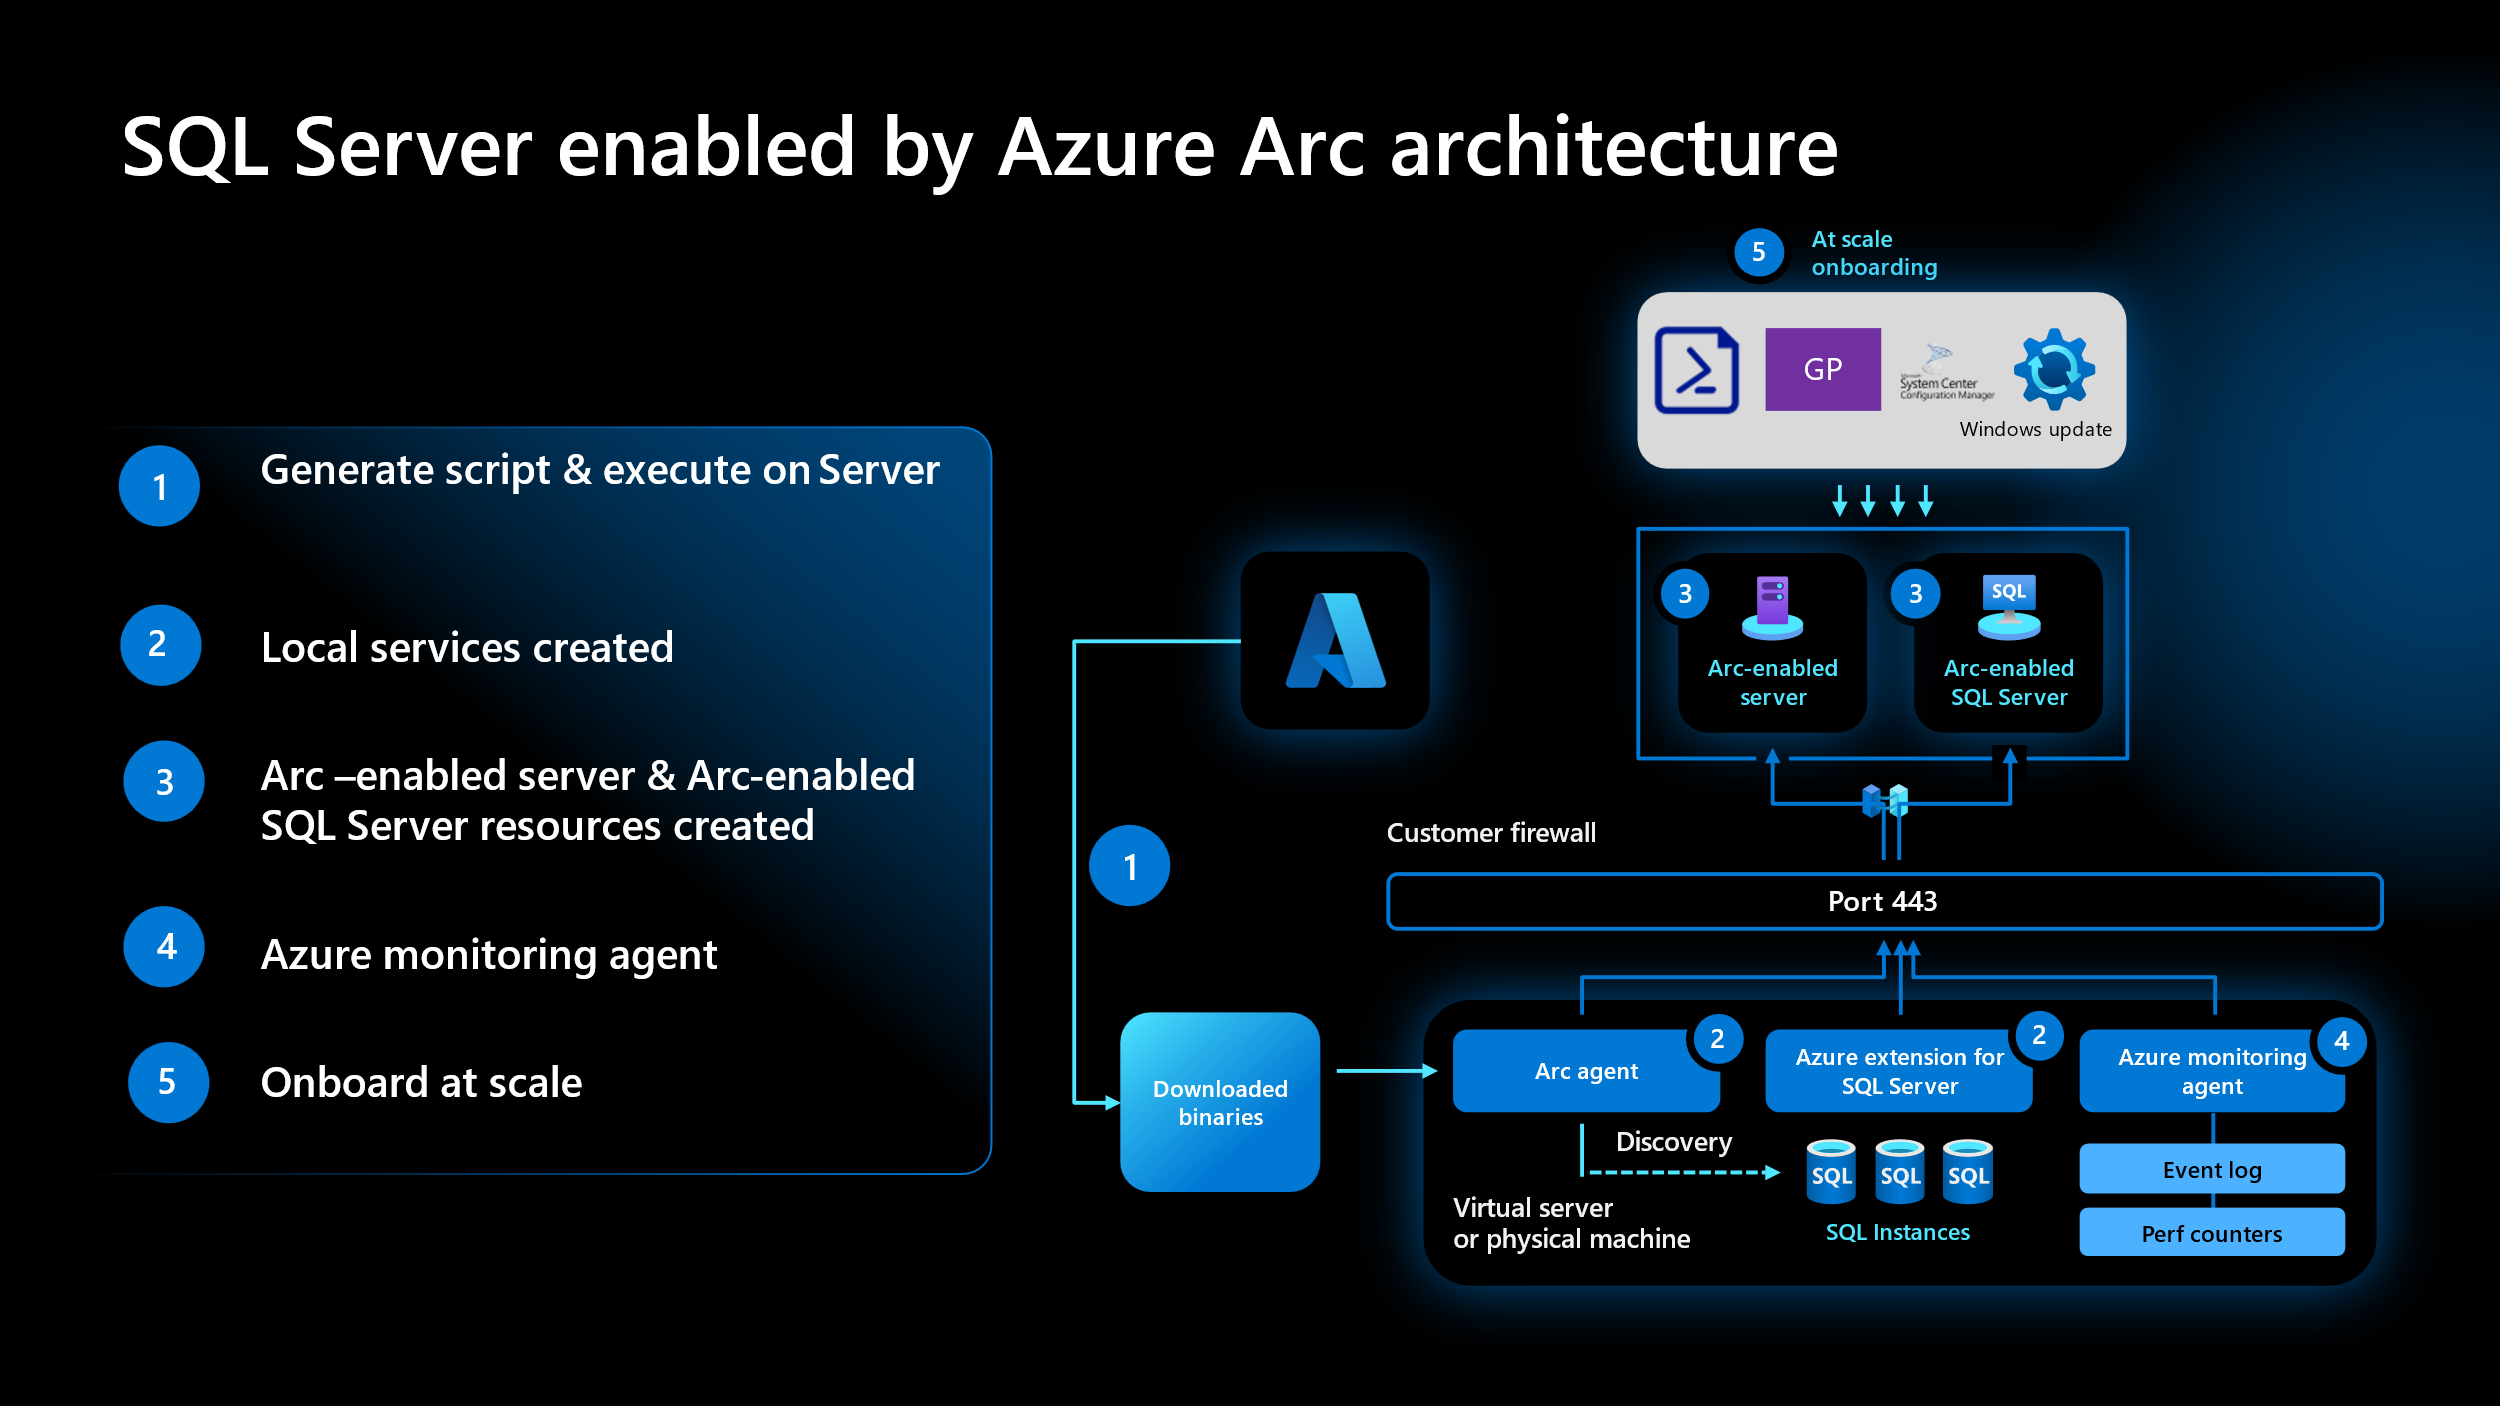 SQL Server enabled by Azure Arc architecture
1
Generate script & execute on Server
2
Local services created
3
Arc –enabled server & Arc-enabled
SQL Server resources created
4
Azure monitoring agent
5
Onboard at scale
5
At scale
onboarding
GP
Microsoft
System Center
Configuration Manager
Windows update
3
Arc-enabled
server
3
SQL
Arc-enabled
SQL Server
1
Customer firewall
Port 443
Downloaded
binaries
Arc agent
2
Azure extension for
SQL Server
2
Azure monitoring
agent
4
Discovery
SQL
SQL
SQL
SQL Instances
Virtual server
or physical machine
Event log
Perf counters